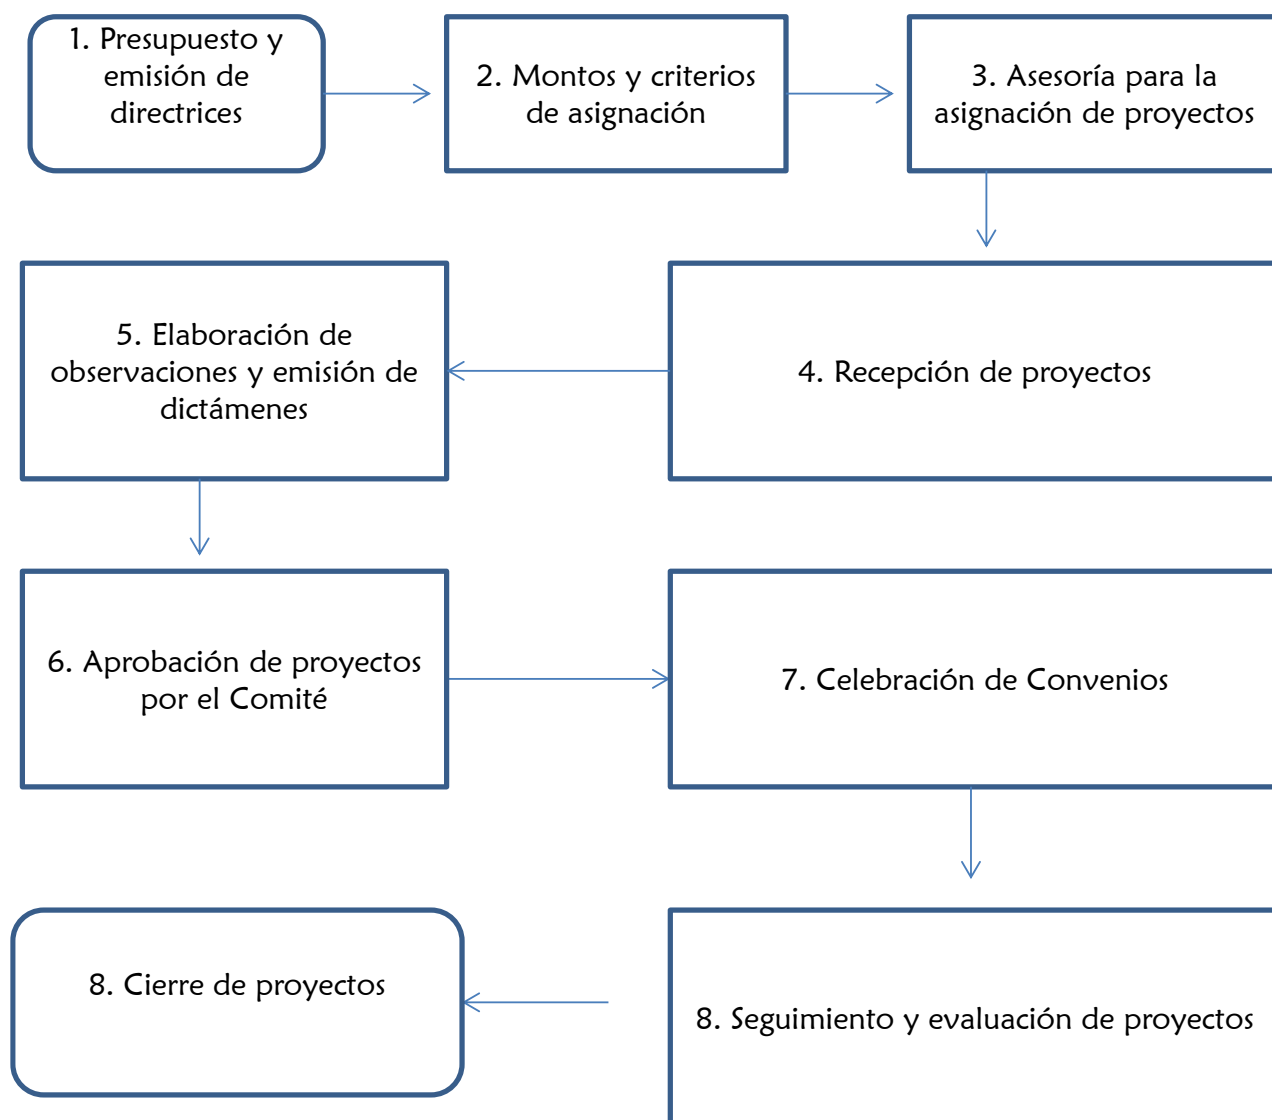 1. Presupuesto y
emisión de
directrices
2. Montos y criterios
de asignación
3. Asesoría para la
asignación de proyectos
4. Recepción de proyectos
5. Elaboración de
observaciones y emisión de
dictámenes
6. Aprobación de proyectos
por el Comité
7. Celebración de Convenios
8. Seguimiento y evaluación de proyectos
8. Cierre de proyectos